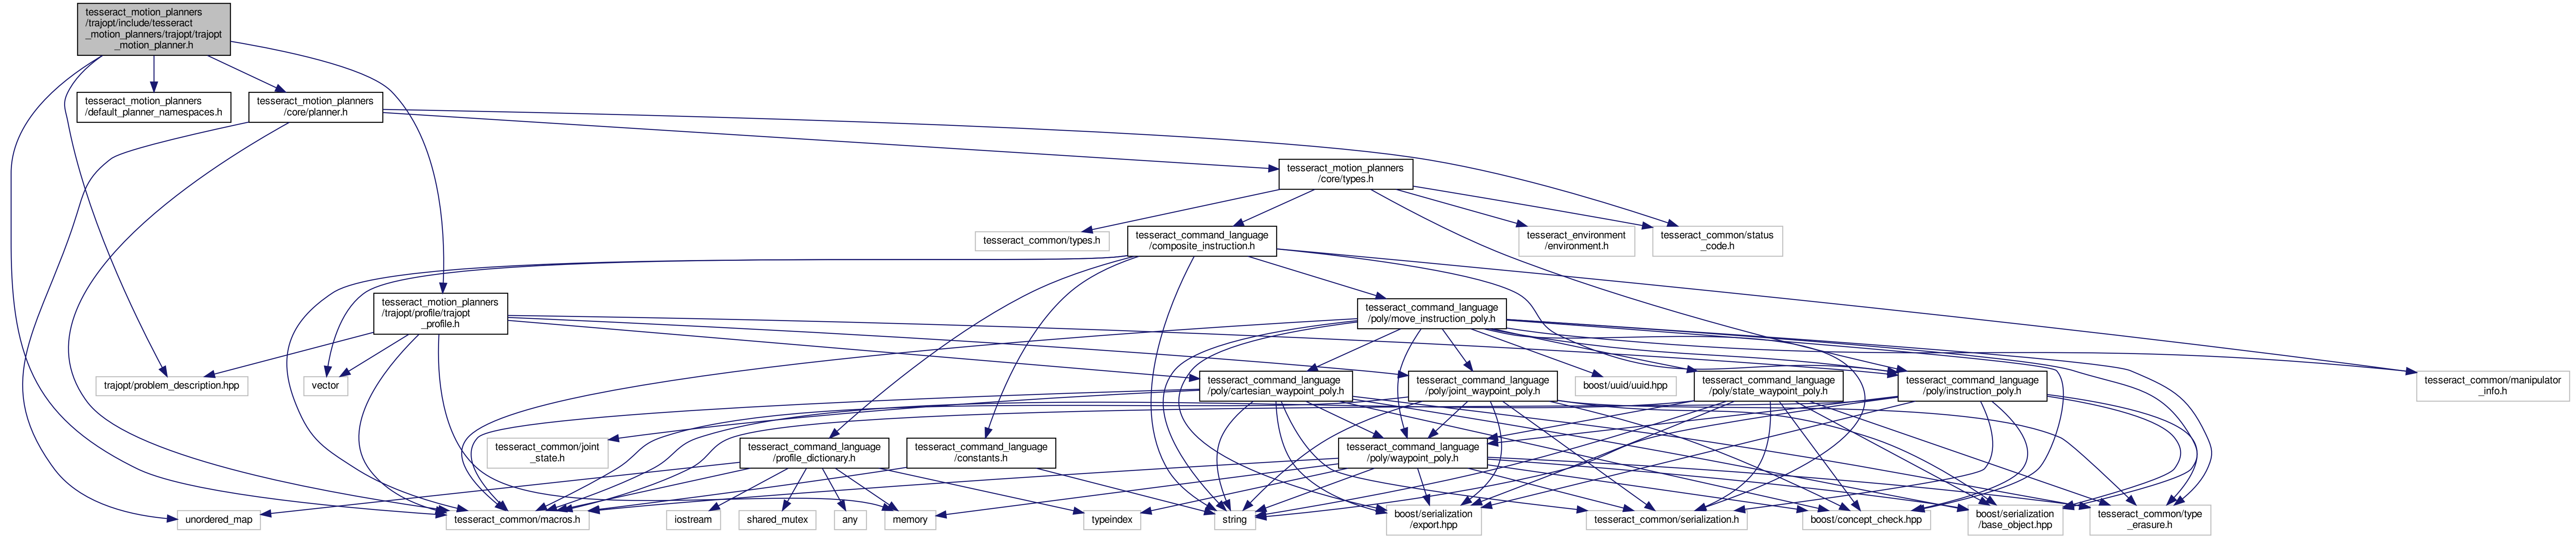 tesseract_motion_planners
/trajopt/include/tesseract
_motion_planners/trajopt/trajopt
_motion_planner.h
tesseract_motion_planners
/default_planner_namespaces.h
tesseract_motion_planners
/core/planner.h
tesseract_motion_planners
/core/types.h
tesseract_common/types.h
tesseract_command_language
/composite_instruction.h
tesseract_environment
/environment.h
tesseract_common/status
_code.h
tesseract_motion_planners
/trajopt/profile/trajopt
_profile.h
tesseract_command_language
/poly/move_instruction_poly.h
trajopt/problem_description.hpp
vector
tesseract_command_language
/poly/cartesian_waypoint_poly.h
tesseract_command_language
/poly/joint_waypoint_poly.h
boost/uuid/uuid.hpp
tesseract_command_language
/poly/state_waypoint_poly.h
tesseract_command_language
/poly/instruction_poly.h
tesseract_common/manipulator
_info.h
tesseract_common/joint
_state.h
tesseract_command_language
/profile_dictionary.h
tesseract_command_language
/constants.h
tesseract_command_language
/poly/waypoint_poly.h
unordered_map
tesseract_common/macros.h
iostream
shared_mutex
any
memory
typeindex
string
boost/serialization
/export.hpp
tesseract_common/serialization.h
boost/concept_check.hpp
boost/serialization
/base_object.hpp
tesseract_common/type
_erasure.h